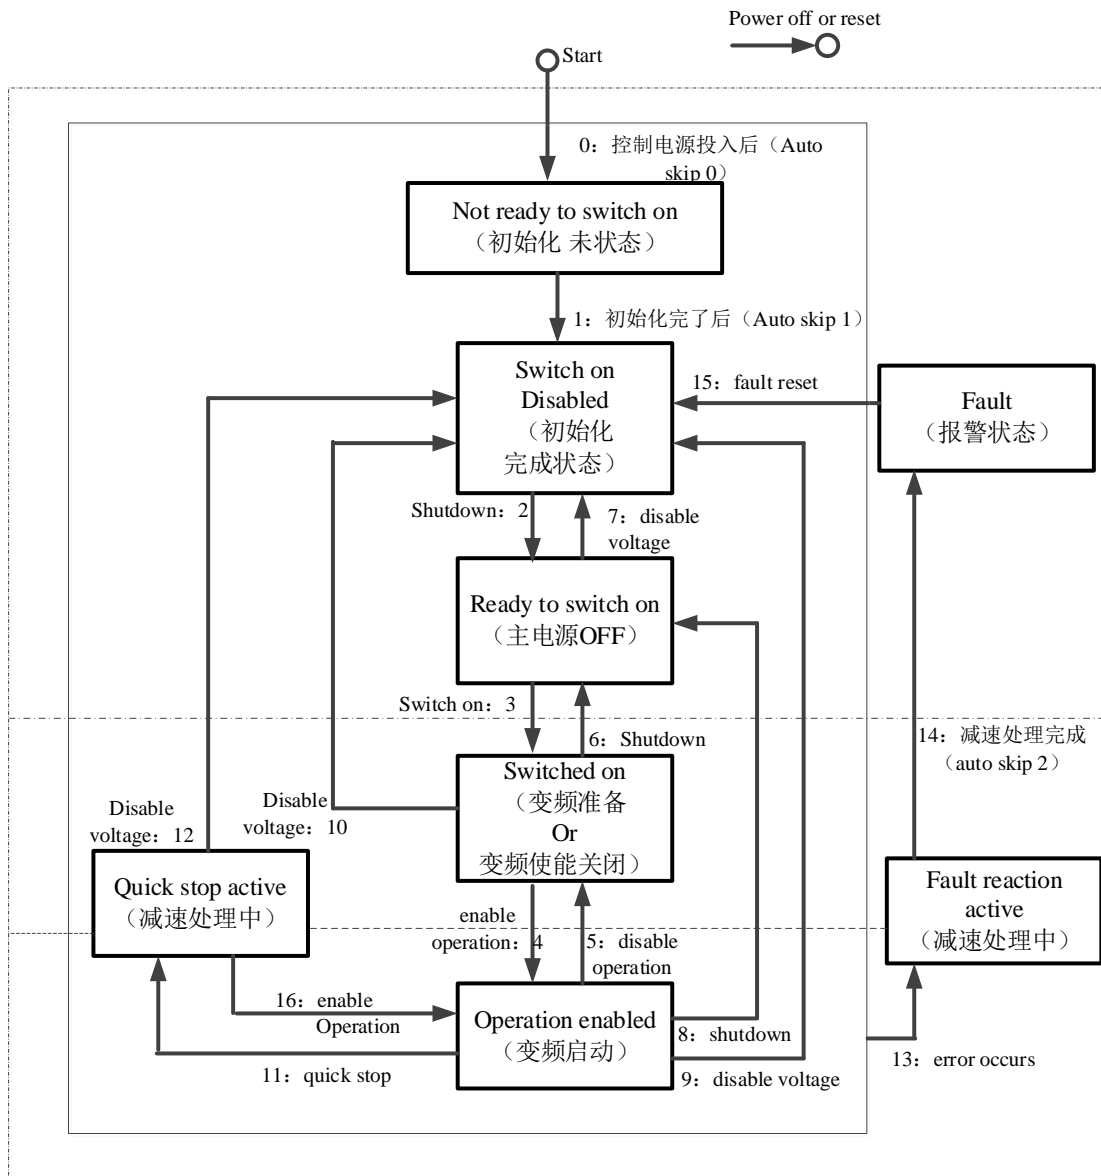 Power off or reset
Start
0：控制电源投入后（Auto
skip 0）
Not ready to switch on
（初始化 未状态）
1：初始化完了后（Auto skip 1）
Switch on
Disabled
（初始化
完成状态）
15：fault reset
Fault
（报警状态）
Shutdown：2
7：disable
voltage
Ready to switch on
（主电源OFF）
Switch on：3
6：Shutdown
14：减速处理完成
（auto skip 2）
Switched on
（变频准备
Or
变频使能关闭）
Disable
voltage：12
Disable
voltage：10
Quick stop active
（减速处理中）
Fault reaction
active
（减速处理中）
enable
operation：4
5：disable
operation
16：enable
Operation
Operation enabled
（变频启动）
8：shutdown
13：error occurs
11：quick stop
9：disable voltage